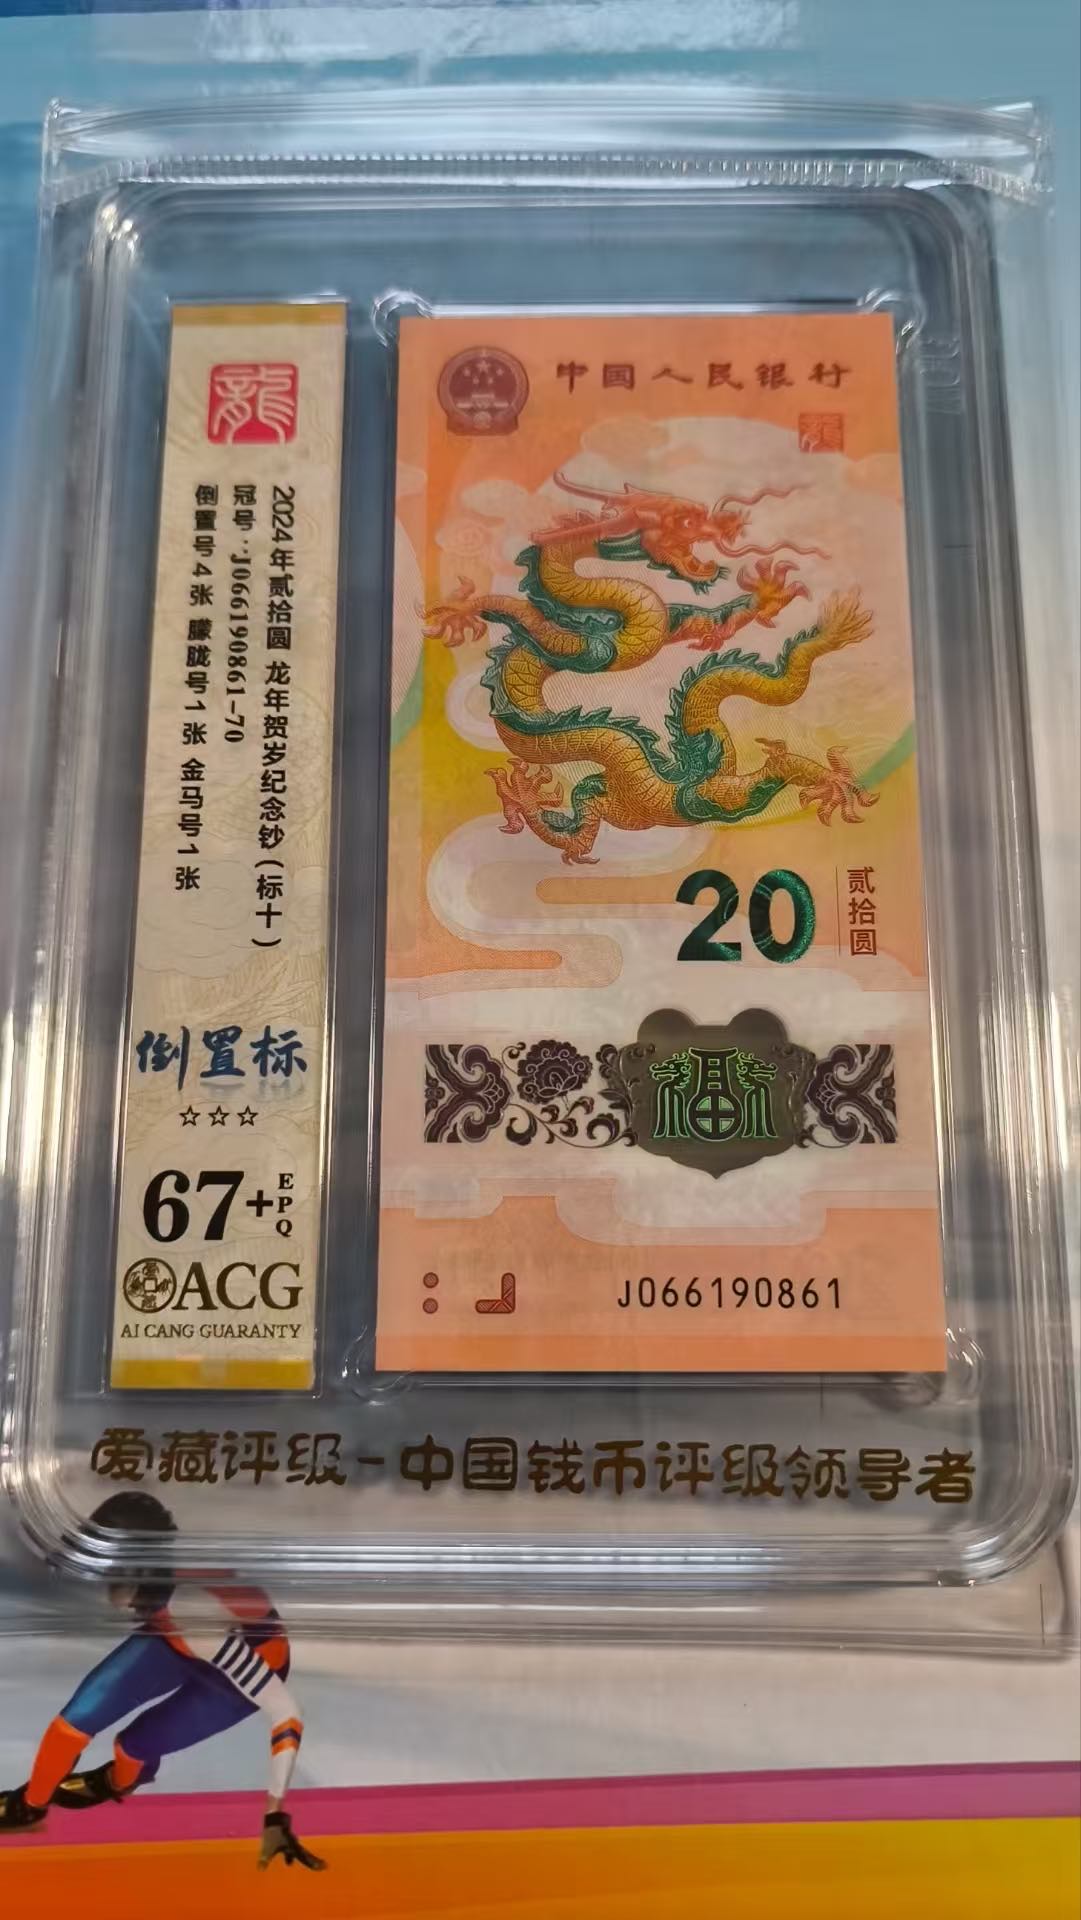 龍
2024年贰拾圆 龙年贺岁纪念钞(标十)
冠号:J066190861-70
倒置号4张 朦胧号1张 金马号1张
倒置标
☆☆☆
67+EPQ
ACG
AI CANG GUARANTY
中国人民银行
龍
20
贰拾圆
福
J066190861
爱藏评级-中国钱币评级领导者